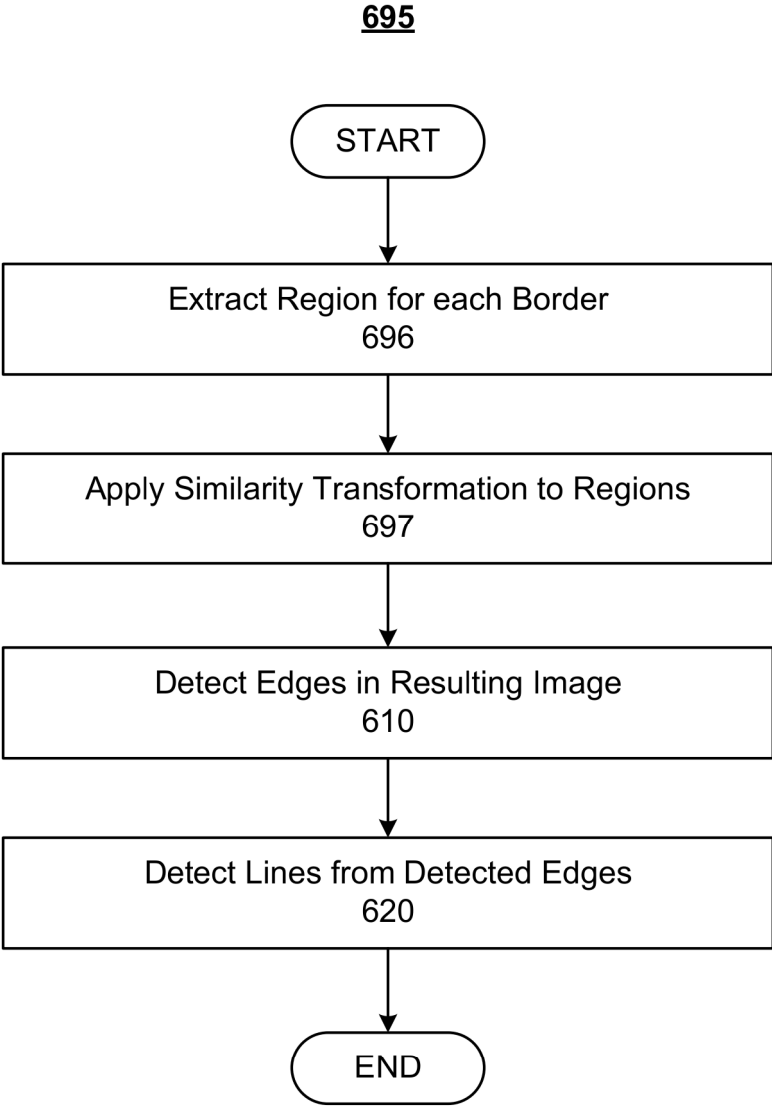 695
START
Extract Region for each Border
696
Apply Similarity Transformation to Regions
697
Detect Edges in Resulting Image
610
Detect Lines from Detected Edges
620
END